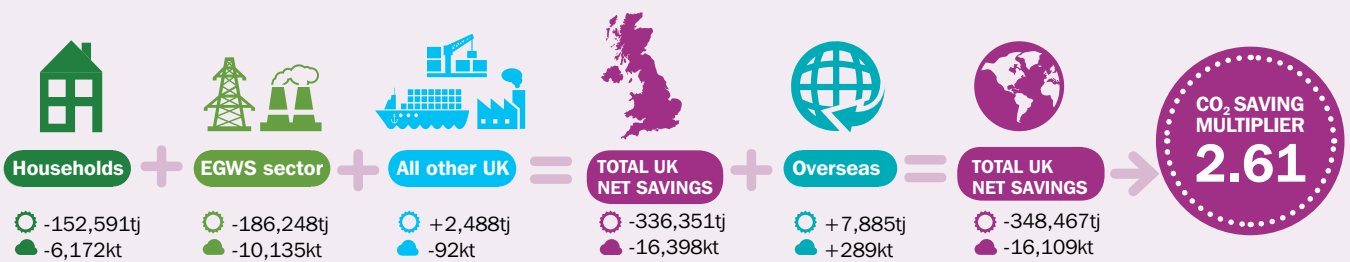 Households
+
EGWS sector
+
All other UK
=
TOTAL UK
NET SAVINGS
+
Overseas
=
TOTAL UK
NET SAVINGS
CO₂ SAVING
MULTIPLIER
2.61
-152,591tj
-6,172kt
-186,248tj
-10,135kt
+2,488tj
-92kt
-336,351tj
-16,398kt
+7,885tj
+289kt
-348,467tj
-16,109kt